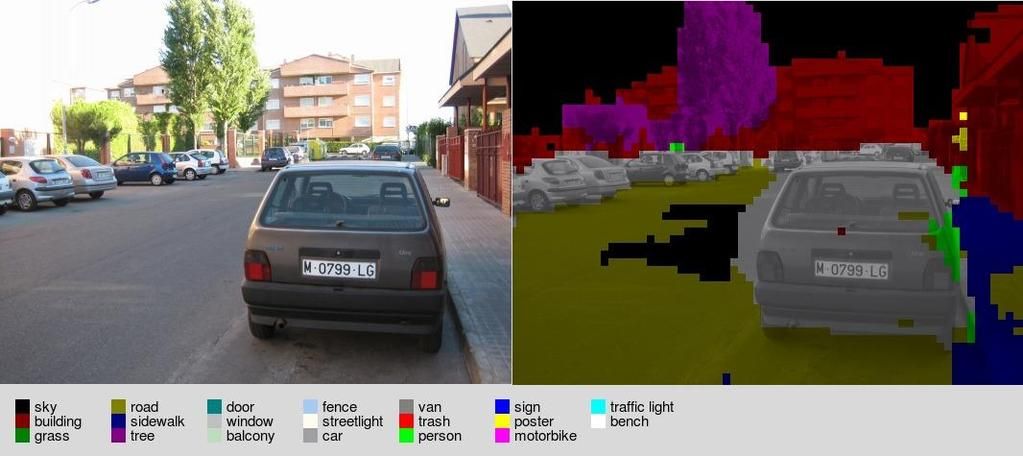 M·0799·LG
M·0799·LG
sky
building
grass
road
sidewalk
tree
door
window
balcony
fence
streetlight
car
van
trash
person
sign
poster
motorbike
traffic light
bench